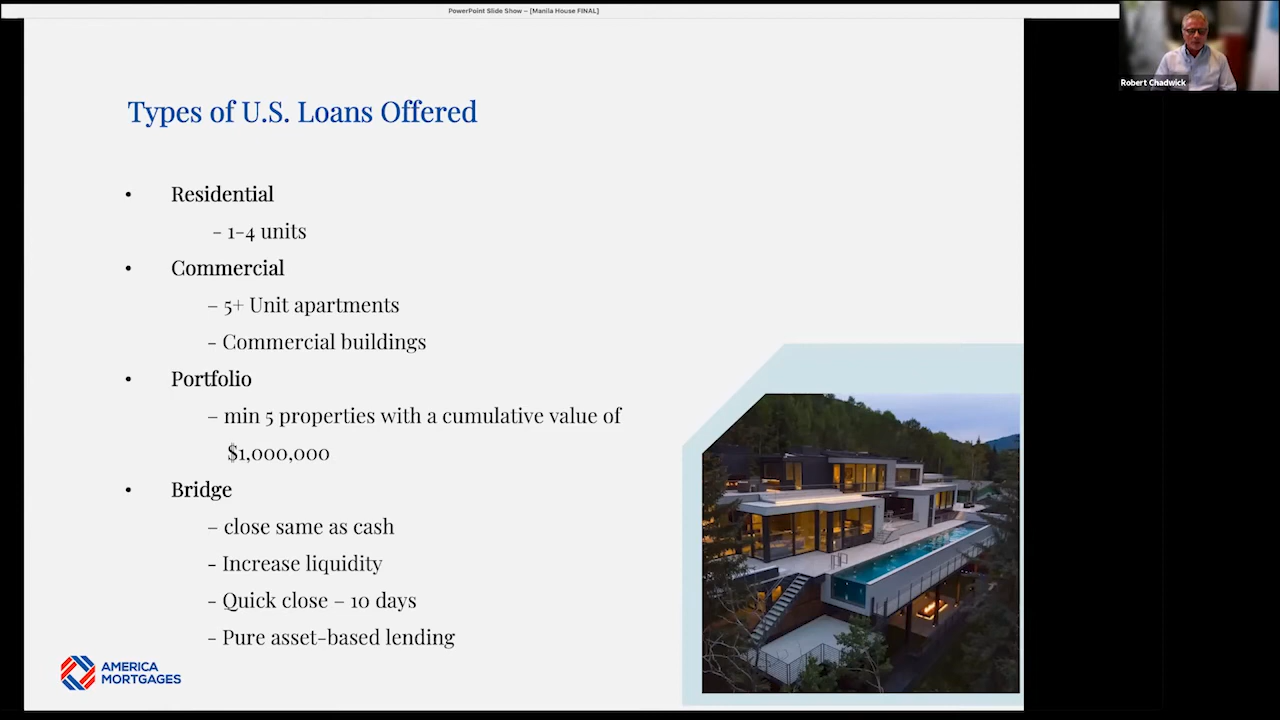 PowerPoint Slide Show – [Manila House FINAL]
Robert Chadwick
Types of U.S. Loans Offered
• Residential
– 1-4 units
• Commercial
– 5+ Unit apartments
- Commercial buildings
• Portfolio
– min 5 properties with a cumulative value of
$1,000,000
• Bridge
– close same as cash
- Increase liquidity
- Quick close – 10 days
- Pure asset-based lending
AMERICA
MORTGAGES